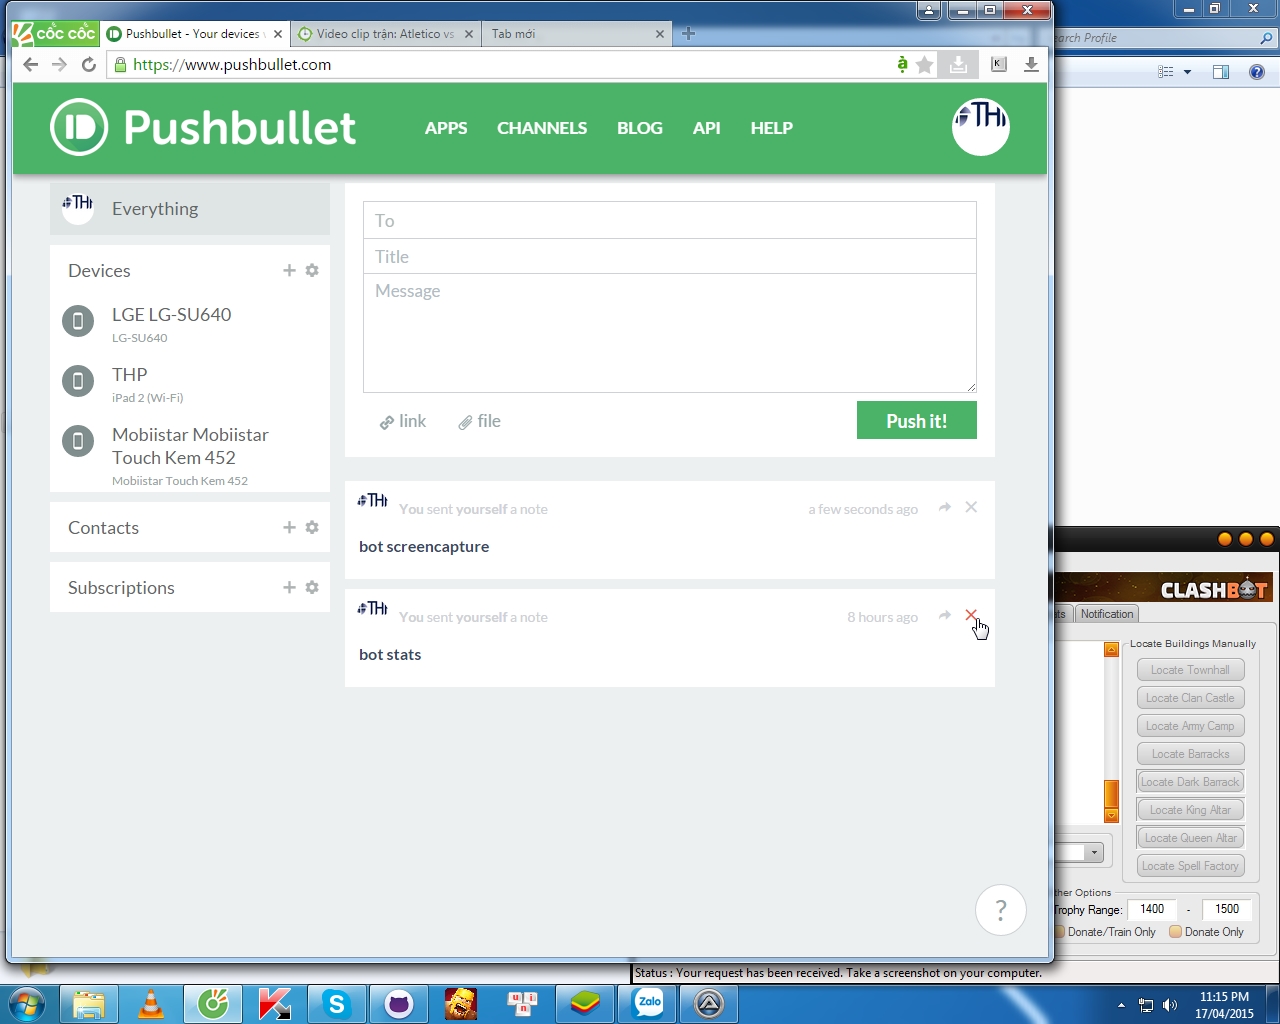 CỐC CỐC
Pushbullet - Your devices
Video clip trận: Atletico vs
Tab mới
https://www.pushbullet.com
Pushbullet
APPS
CHANNELS
BLOG
API
HELP
THI
Search Profile
Everything
Devices
LGE LG-SU640
LG-SU640
THP
iPad 2 (Wi-Fi)
Mobiistar Mobiistar
Touch Kem 452
Mobiistar Touch Kem 452
Contacts
Subscriptions
To
Title
Message
link
file
Push it!
You sent yourself a note
a few seconds ago
bot screencapture
You sent yourself a note
8 hours ago
bot stats
?
CLASHBOT
Notification
Locate Buildings Manually
Locate Townhall
Locate Clan Castle
Locate Army Camp
Locate Barracks
Locate Dark Barrack
Locate King Altar
Locate Queen Altar
Locate Spell Factory
ther Options
Trophy Range:
1400
-
1500
Donate/Train Only
Donate Only
Status : Your request has been received. Take a screenshot on your computer.
Zalo
11:15 PM
17/04/2015